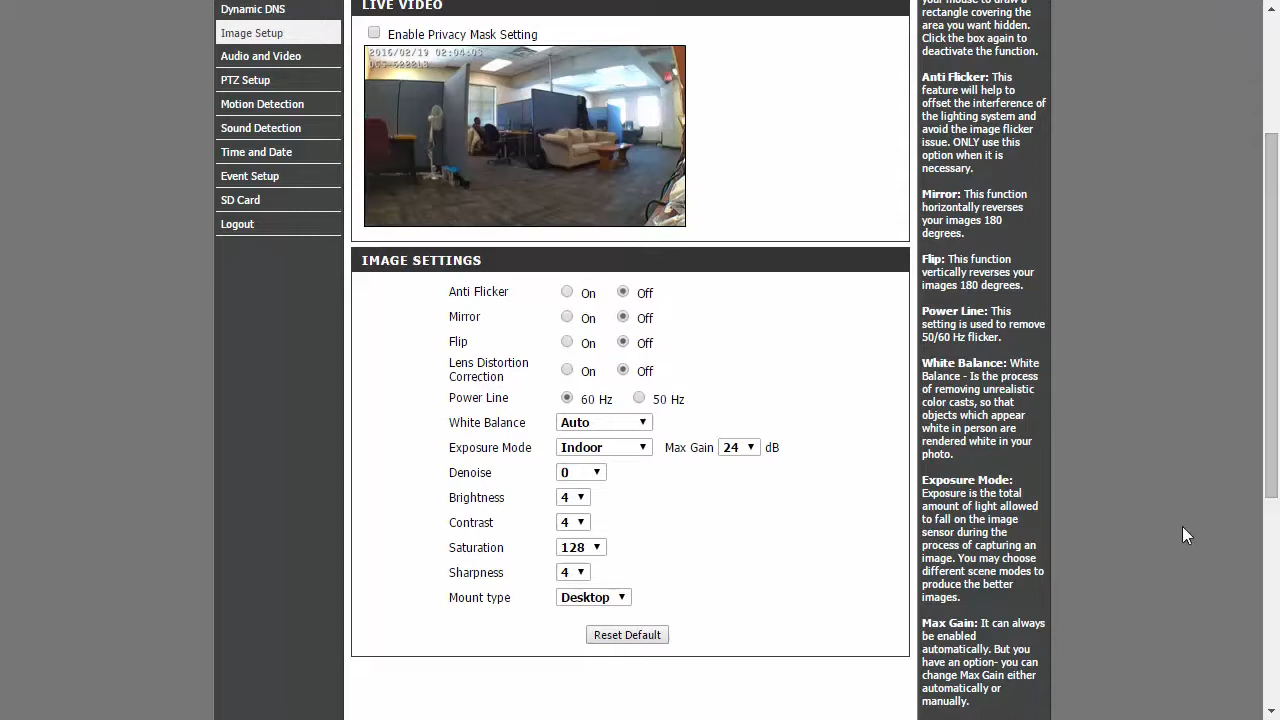 Dynamic DNS
Image Setup
Audio and Video
PTZ Setup
Motion Detection
Sound Detection
Time and Date
Event Setup
SD Card
Logout
LIVE VIDEO
Enable Privacy Mask Setting
2016/02/19 02:04:03
DCS-5222LB
IMAGE SETTINGS
Anti Flicker On Off
Mirror On Off
Flip On Off
Lens Distortion
Correction On Off
Power Line 60 Hz 50 Hz
White Balance Auto
Exposure Mode Indoor Max Gain 24 dB
Denoise 0
Brightness 4
Contrast 4
Saturation 128
Sharpness 4
Mount type Desktop
Reset Default
your mouse to draw a
rectangle covering the
area you want hidden.
Click the box again to
deactivate the function.
Anti Flicker: This
feature will help to
offset the interference of
the lighting system and
avoid the image flicker
issue. ONLY use this
option when it is
necessary.
Mirror: This function
horizontally reverses
your images 180
degrees.
Flip: This function
vertically reverses your
images 180 degrees.
Power Line: This
setting is used to remove
50/60 Hz flicker.
White Balance: White
Balance - Is the process
of removing unrealistic
color casts, so that
objects which appear
white in person are
rendered white in your
photo.
Exposure Mode:
Exposure is the total
amount of light allowed
to fall on the image
sensor during the
process of capturing an
image. You may choose
different scene modes to
produce the better
images.
Max Gain: It can always
be enabled
automatically. But you
have an option- you can
change Max Gain either
automatically or
manually.